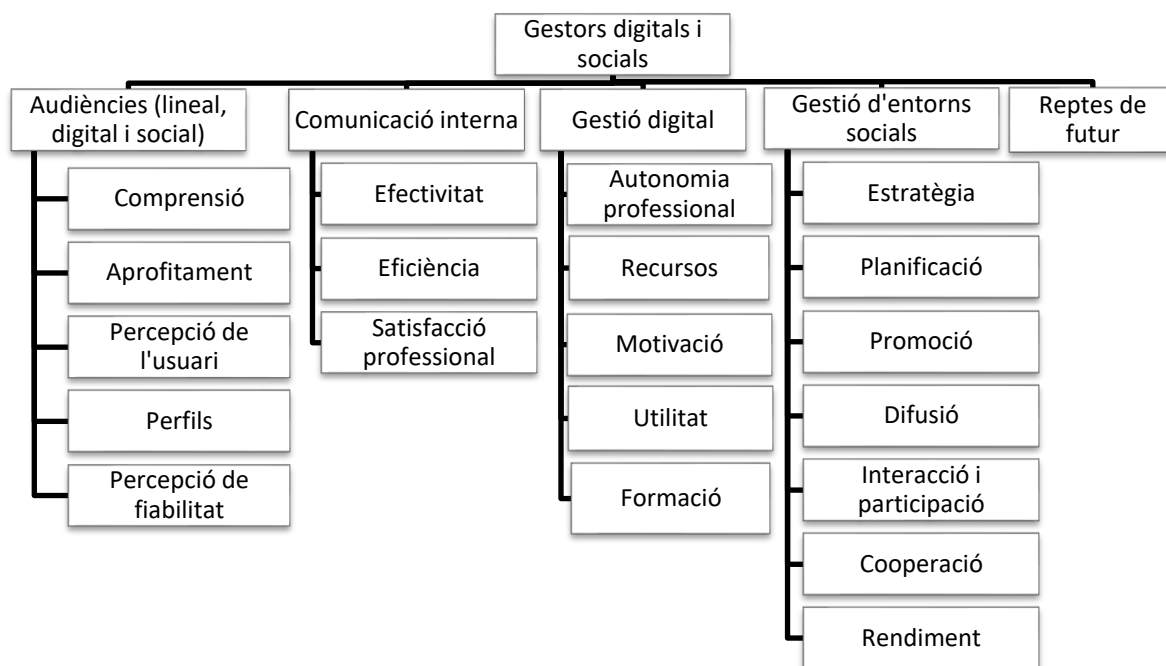 Gestors digitals i
socials
Audiències (lineal,
digital i social)
Comprensió
Aprofitament
Percepció de
l'usuari
Perfils
Percepció de
fiabilitat
Comunicació interna
Efectivitat
Eficiència
Satisfacció
professional
Gestió digital
Autonomia
professional
Recursos
Motivació
Utilitat
Formació
Gestió d'entorns
socials
Estratègia
Planificació
Promoció
Difusió
Interacció i
participació
Cooperació
Rendiment
Reptes de
futur